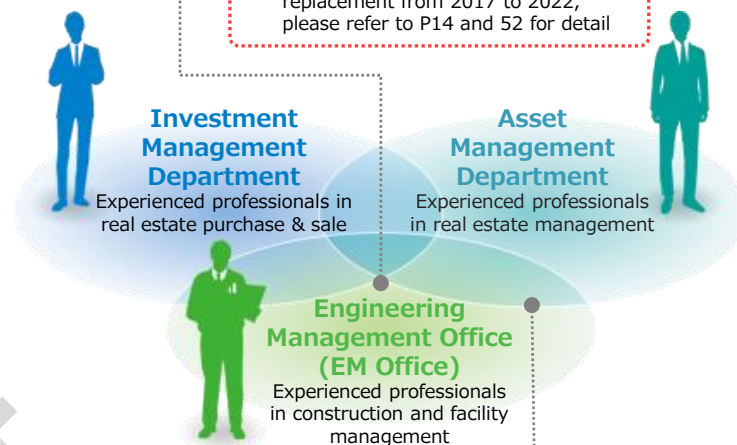 replacement from 2017 to 2022,
please refer to P14 and 52 for detail
Investment
Management
Department
Experienced professionals in
real estate purchase & sale
Asset
Management
Department
Experienced professionals
in real estate management
Engineering
Management Office
(EM Office)
Experienced professionals
in construction and facility
management